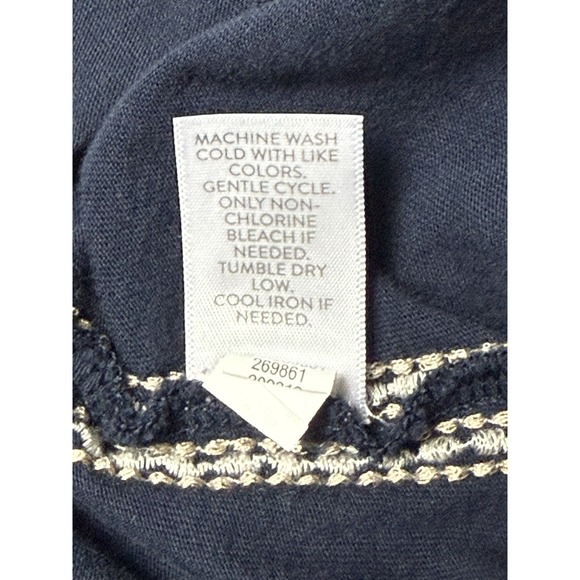 MACHINE WASH
COLD WITH LIKE
COLORS.
GENTLE CYCLE.
ONLY NON-
CHLORINE
BLEACH IF
NEEDED.
TUMBLE DRY
LOW.
COOL IRON IF
NEEDED.
269861